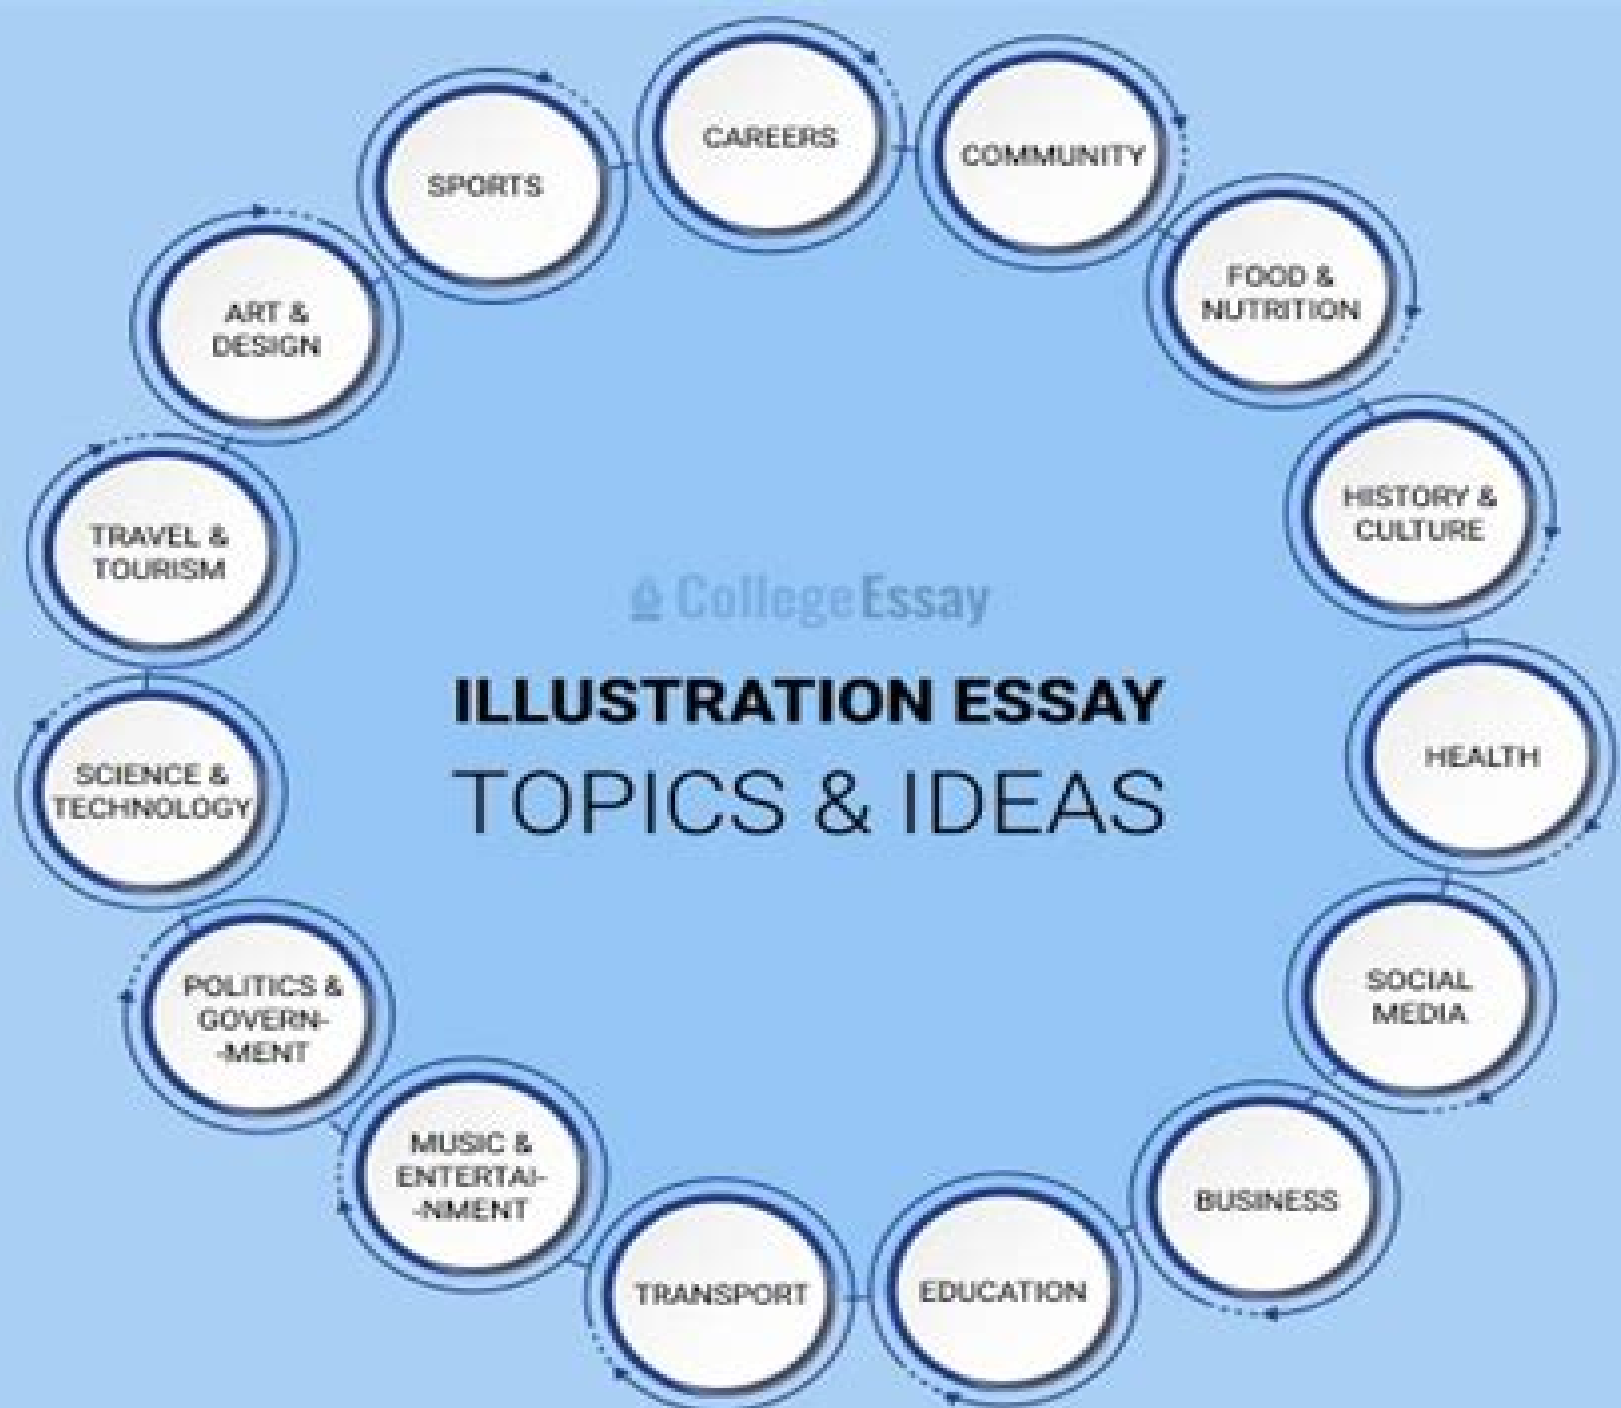 CAREERS
COMMUNITY
FOOD &
NUTRITION
HISTORY &
CULTURE
HEALTH
SOCIAL
MEDIA
BUSINESS
EDUCATION
TRANSPORT
MUSIC &
ENTERTAI-
-NMENT
POLITICS &
GOVERN-
-MENT
SCIENCE &
TECHNOLOGY
TRAVEL &
TOURISM
ART &
DESIGN
SPORTS
CollegeEssay
ILLUSTRATION ESSAY
TOPICS & IDEAS